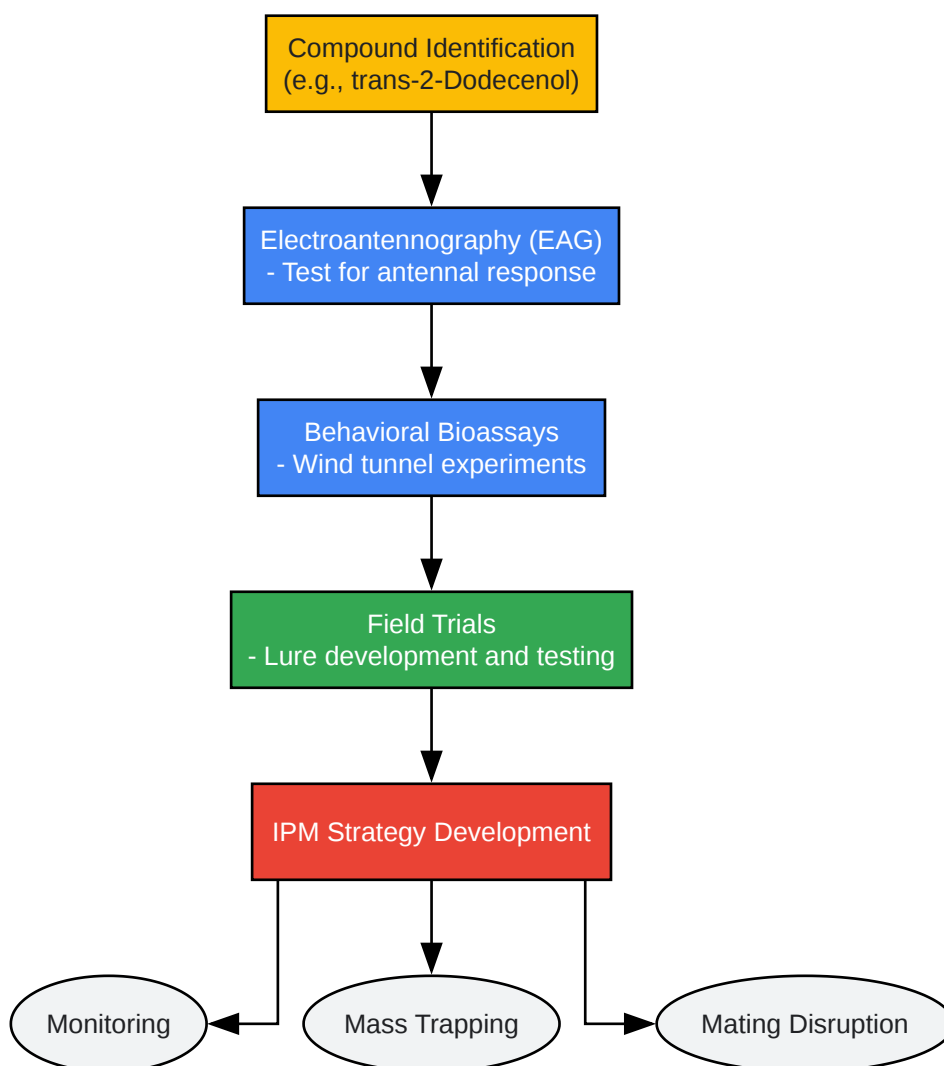 Compound Identification
(e.g., trans-2-Dodecenol)
Electroantennography (EAG)
- Test for antennal response
Behavioral Bioassays
- Wind tunnel experiments
Field Trials
- Lure development and testing
IPM Strategy Development
Monitoring
Mass Trapping
Mating Disruption